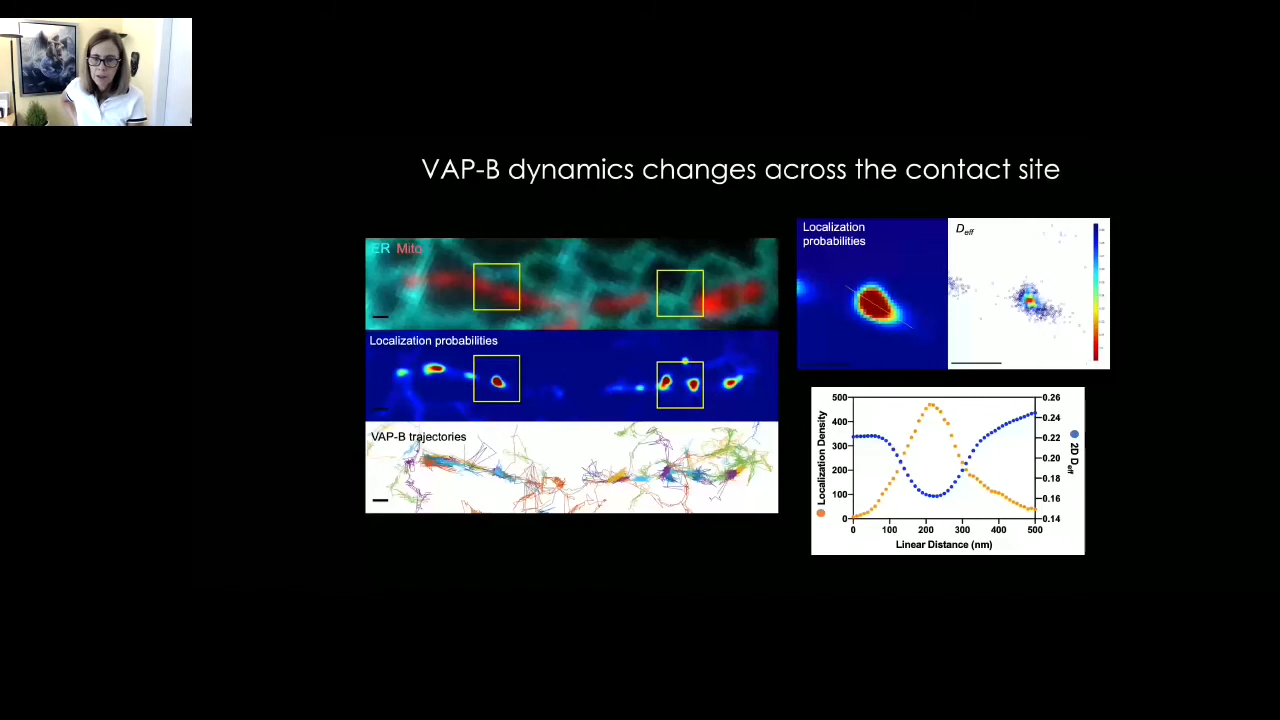 VAP-B dynamics changes across the contact site
ER Mito
Localization probabilities
VAP-B trajectories
Localization
probabilities
Deff
500
400
300
200
100
0
Localization Density
0.26
0.24
0.22
0.20
0.18
0.16
0.14
2D Deff
0 100 200 300 400 500
Linear Distance (nm)